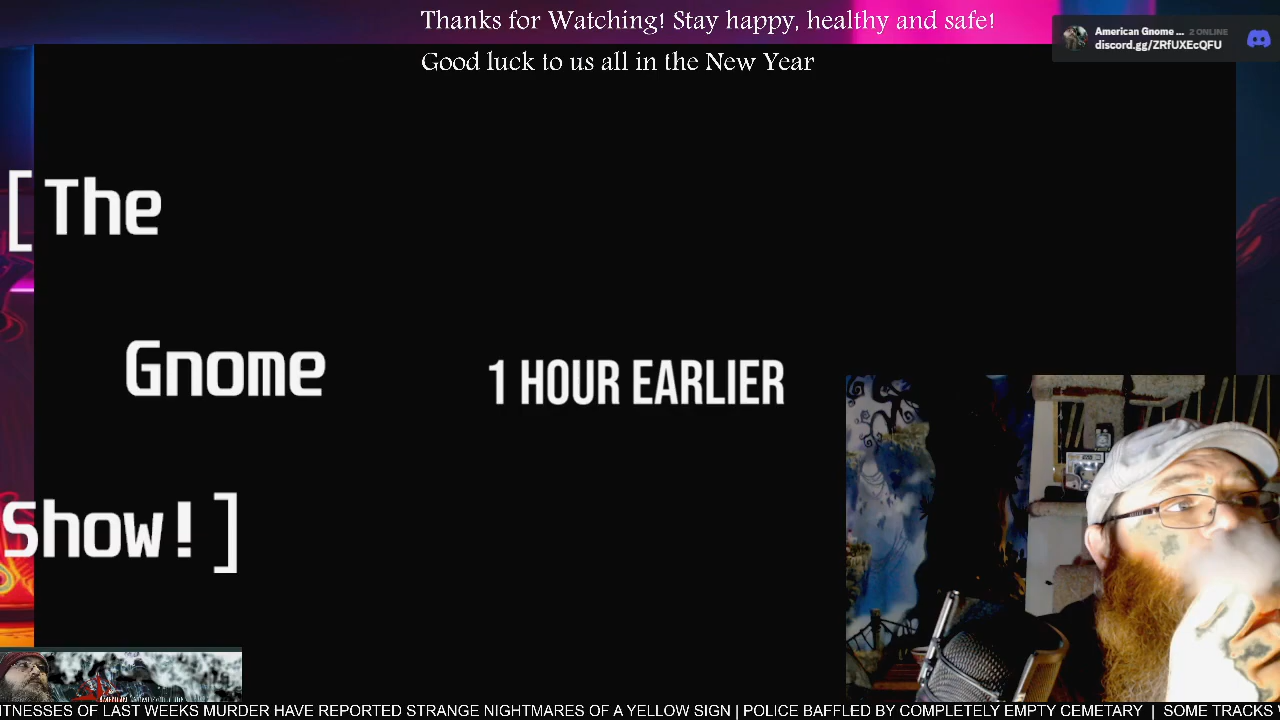 Thanks for Watching! Stay happy, healthy and safe!
American Gnome ... 2 ONLINE
discord.gg/ZRfUXEcQFU
Good luck to us all in the New Year
[The
Gnome
1 HOUR EARLIER
Show!]
ITNESSES OF LAST WEEKS MURDER HAVE REPORTED STRANGE NIGHTMARES OF A YELLOW SIGN | POLICE BAFFLED BY COMPLETELY EMPTY CEMETARY | SOME TRACKS